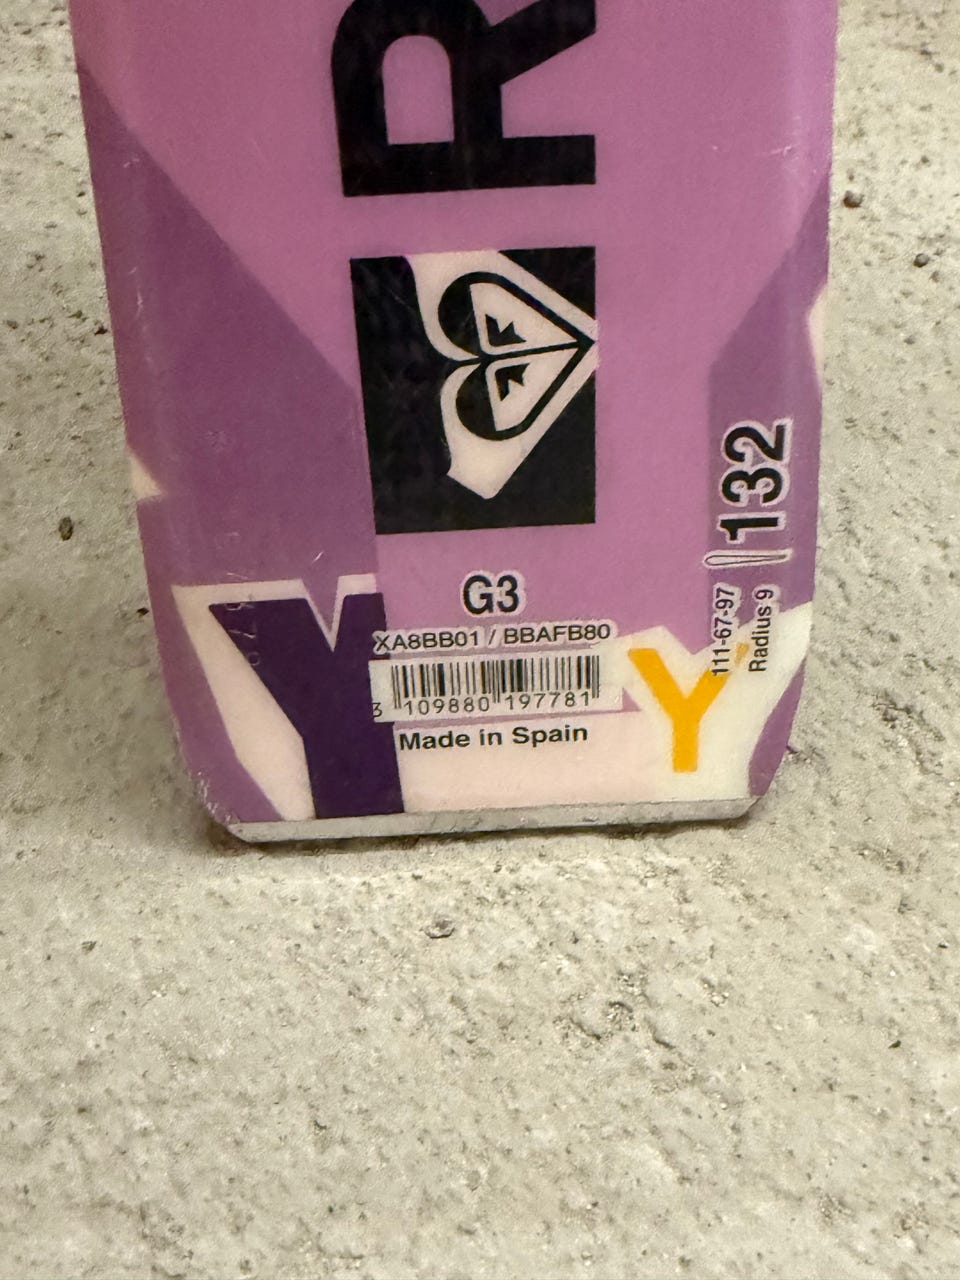 R
132
111-67-97
Radius 9
G3
XA8BB01 / BBAFB80
3 109880 197781
Made in Spain
Y
Y